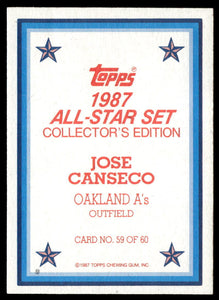 topps
1987
ALL-STAR SET
COLLECTOR'S EDITION
JOSE
CANSECO
OAKLAND A's
OUTFIELD
CARD NO. 59 OF 60
©1987 TOPPS CHEWING GUM, INC.